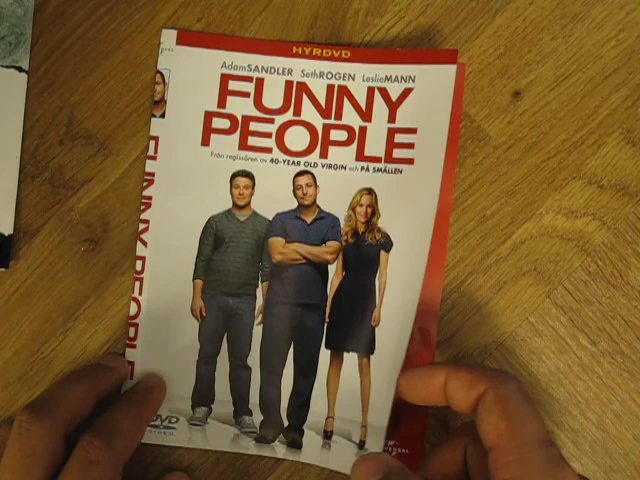 HYRDVD
AdamSANDLER SethROGEN LeslieMANN
FUNNY
PEOPLE
Från regissören av 40-YEAR OLD VIRGIN och PÅ SMÄLLEN
FUNNY PEOPLE
DVD
VIDEO